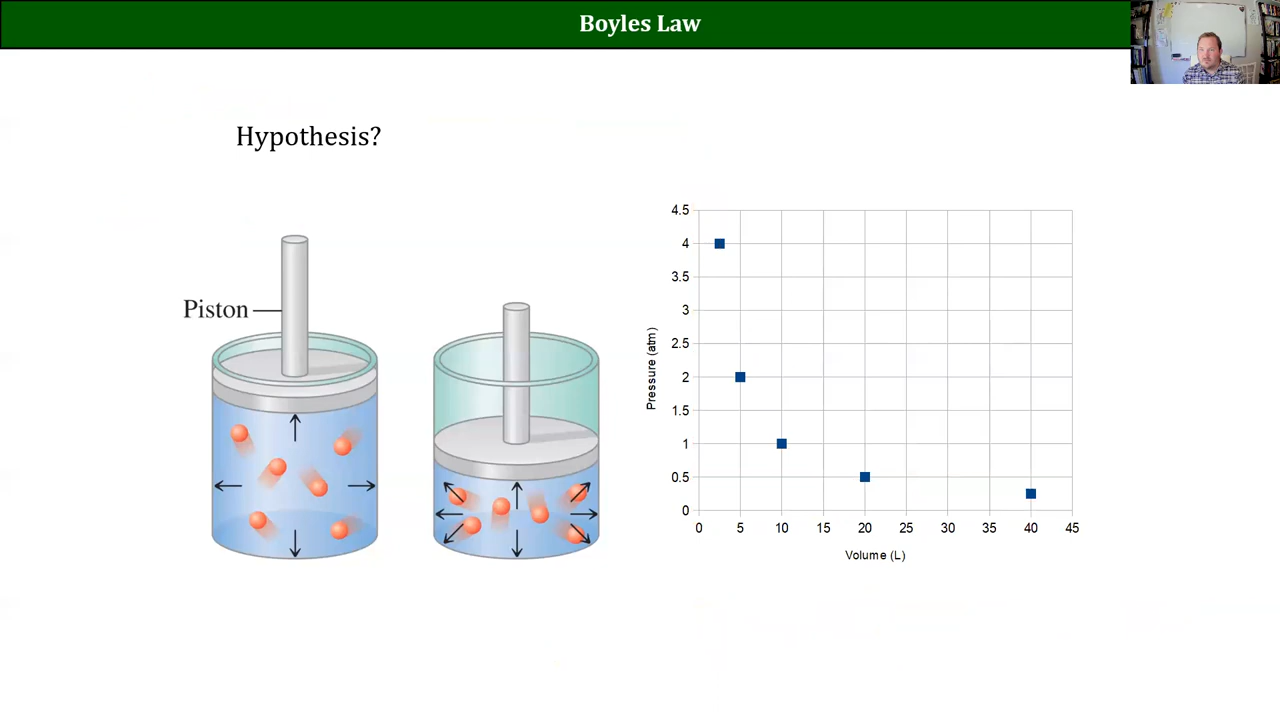 Boyles Law
Hypothesis?
Piston
4.5
4
3.5
3
2.5
2
1.5
1
0.5
0
Pressure (atm)
0 5 10 15 20 25 30 35 40 45
Volume (L)